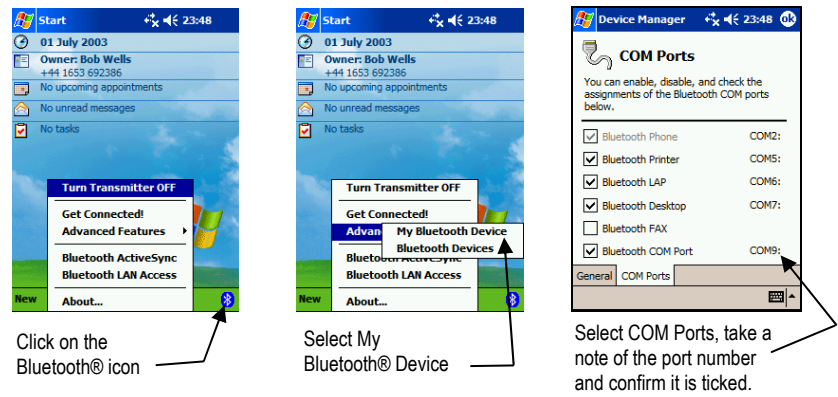 Start 23:48
01 July 2003
Owner: Bob Wells
+44 1653 692386
No upcoming appointments
No unread messages
No tasks
Turn Transmitter OFF
Get Connected!
Advanced Features
Bluetooth ActiveSync
Bluetooth LAN Access
New About...
Click on the
Bluetooth® icon
Start 23:48
01 July 2003
Owner: Bob Wells
+44 1653 692386
No upcoming appointments
No unread messages
No tasks
Turn Transmitter OFF
Get Connected!
Advan My Bluetooth Device
Bluetooth Devices
Bluetooth ActiveSync
Bluetooth LAN Access
New About...
Select My
Bluetooth® Device
Device Manager 23:48 ok
COM Ports
You can enable, disable, and check the
assignments of the Bluetooth COM ports
below.
Bluetooth Phone COM2:
Bluetooth Printer COM5:
Bluetooth LAP COM6:
Bluetooth Desktop COM7:
Bluetooth FAX
Bluetooth COM Port COM9:
General COM Ports
Select COM Ports, take a
note of the port number
and confirm it is ticked.